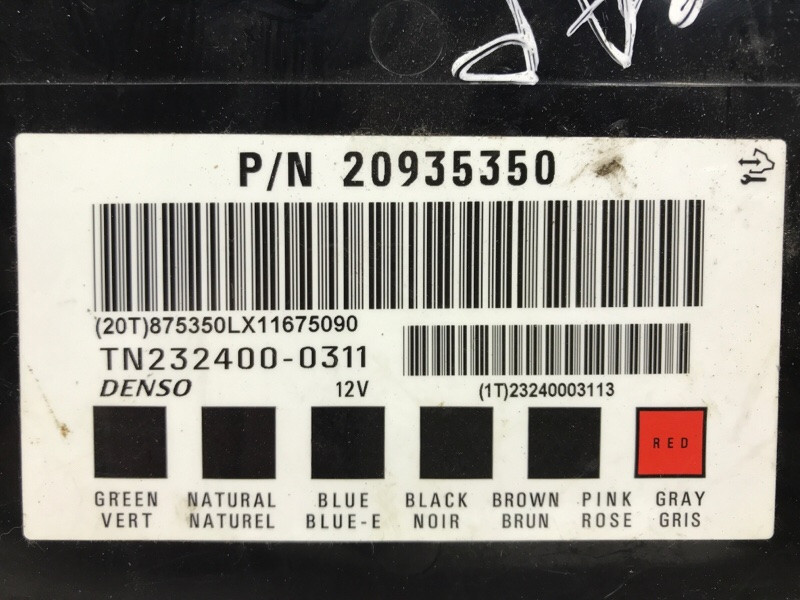 P/N 20935350
(20T)875350LX11675090
TN232400-0311
DENSO 12V
(1T)23240003113
RED
GREEN NATURAL BLUE BLACK BROWN PINK GRAY
VERT NATUREL BLUE-E NOIR BRUN ROSE GRIS